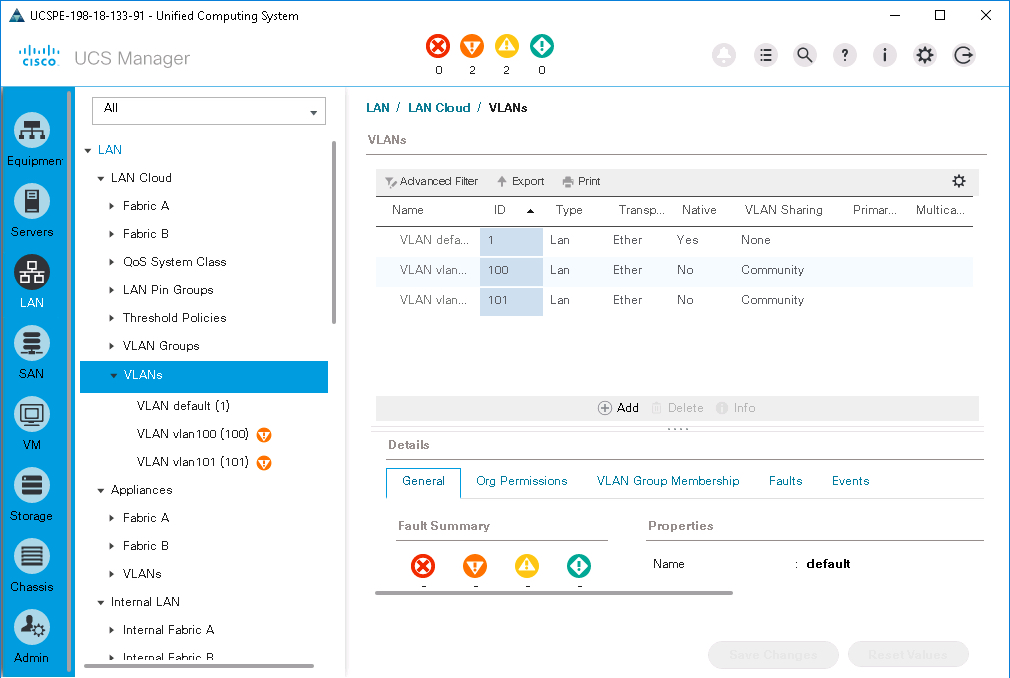 UCSPE-198-18-133-91 - Unified Computing System
CISCO UCS Manager
0 2 2 0
Equipment
Servers
LAN
SAN
VM
Storage
Chassis
Admin
All
LAN
LAN Cloud
Fabric A
Fabric B
QoS System Class
LAN Pin Groups
Threshold Policies
VLAN Groups
VLANs
VLAN default (1)
VLAN vlan100 (100)
VLAN vlan101 (101)
Appliances
Fabric A
Fabric B
VLANs
Internal LAN
Internal Fabric A
Internal Fabric B
LAN / LAN Cloud / VLANs
VLANs
Advanced Filter Export Print
Name ID Type Transp... Native VLAN Sharing Primar... Multica...
VLAN defa... 1 Lan Ether Yes None
VLAN vlan... 100 Lan Ether No Community
VLAN vlan... 101 Lan Ether No Community
Add Delete Info
Details
General Org Permissions VLAN Group Membership Faults Events
Fault Summary
- - - -
Properties
Name : default
Save Changes Reset Values